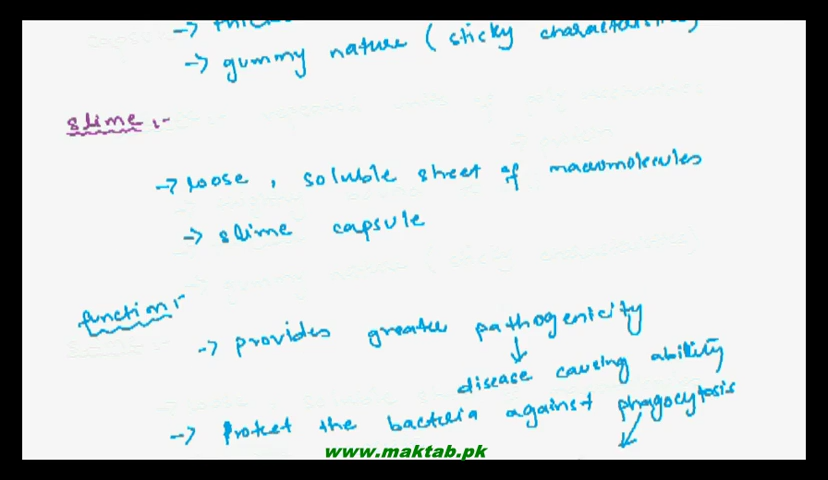 → thick
→ gummy nature ( sticky
slime :-
→ loose , soluble sheet of macromolecules
→ slime capsule
function :-
→ provides greater pathogenicity
↓
disease causing ability
→ Protect the bacteria against phagocytosis
www.maktab.pk